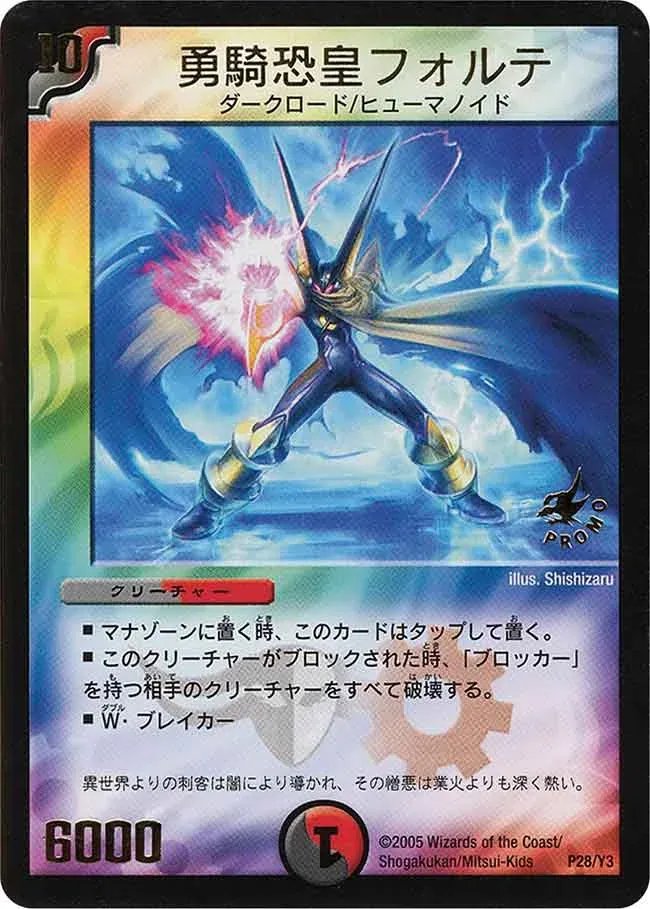 10
勇騎恐皇フォルテ
ダークロード/ヒューマノイド
PROMO
illus. Shishizaru
クリーチャー
■ マナゾーンに置く時、このカードはタップして置く。
■ このクリーチャーがブロックされた時、「ブロッカー」
を持つ相手のクリーチャーをすべて破壊する。
■ W・ブレイカー
異世界よりの刺客は闇により導かれ、その憎悪は業火よりも深く熱い。
6000
1
©2005 Wizards of the Coast/
Shogakukan/Mitsui-Kids
P28/Y3